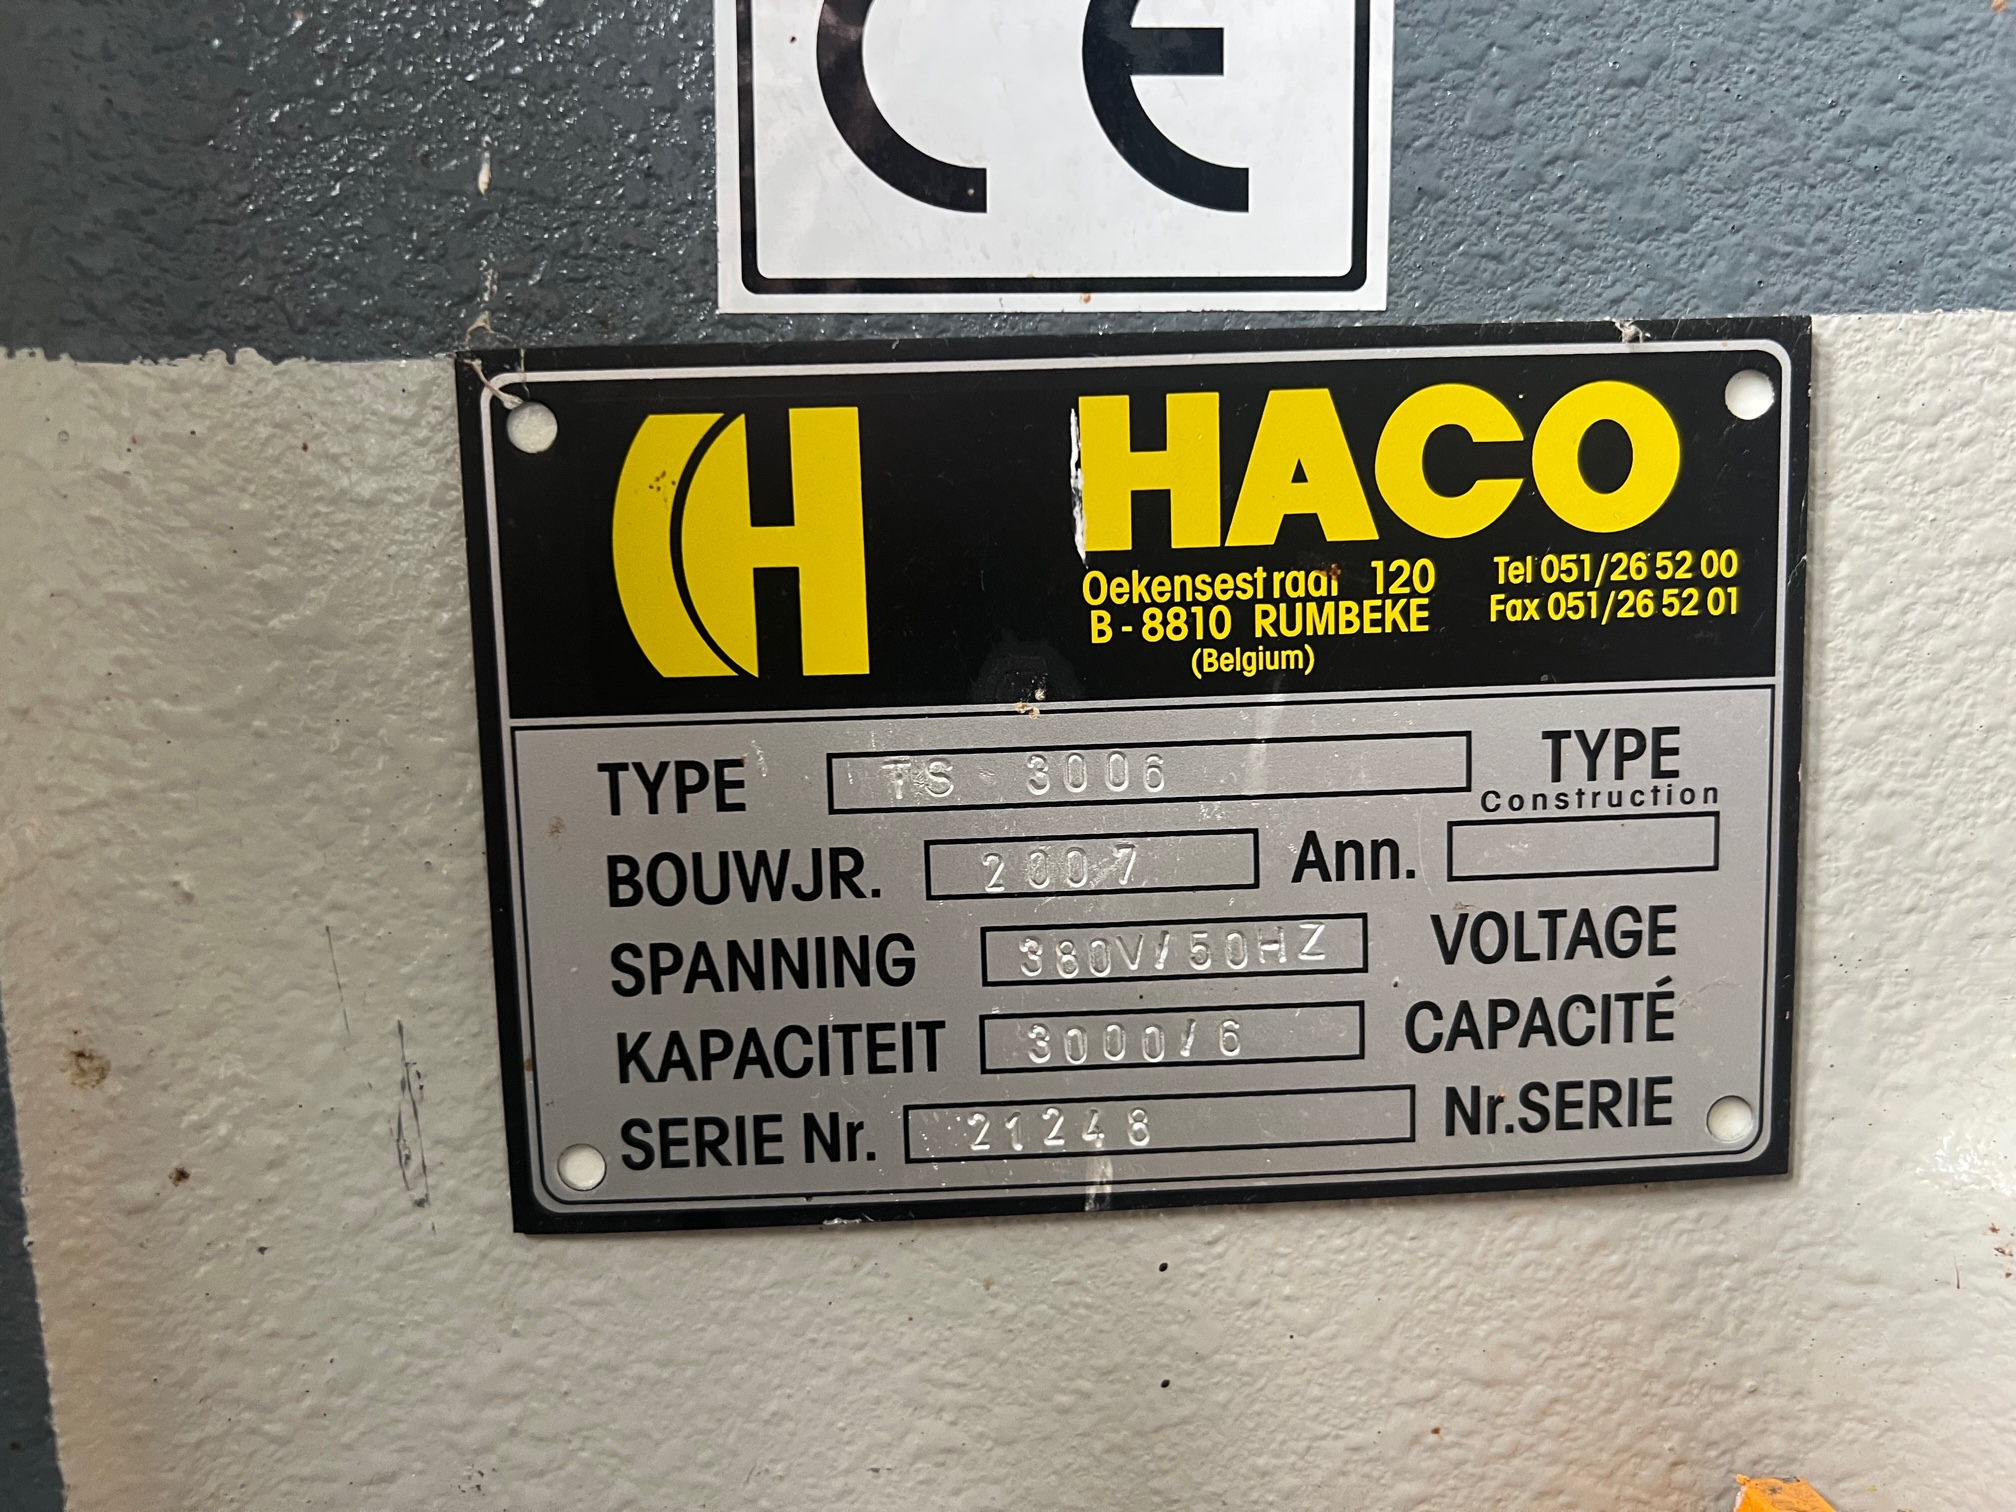 CE
H HACO
Oekensestraat 120 Tel 051/26 52 00
B-8810 RUMBEKE Fax 051/26 52 01
(Belgium)
TYPE TS 3006 TYPE
Construction
BOUWJR. 2007 Ann.
SPANNING 380V/50HZ VOLTAGE
KAPACITEIT 3000/6 CAPACITÉ
SERIE Nr. 21248 Nr.SERIE